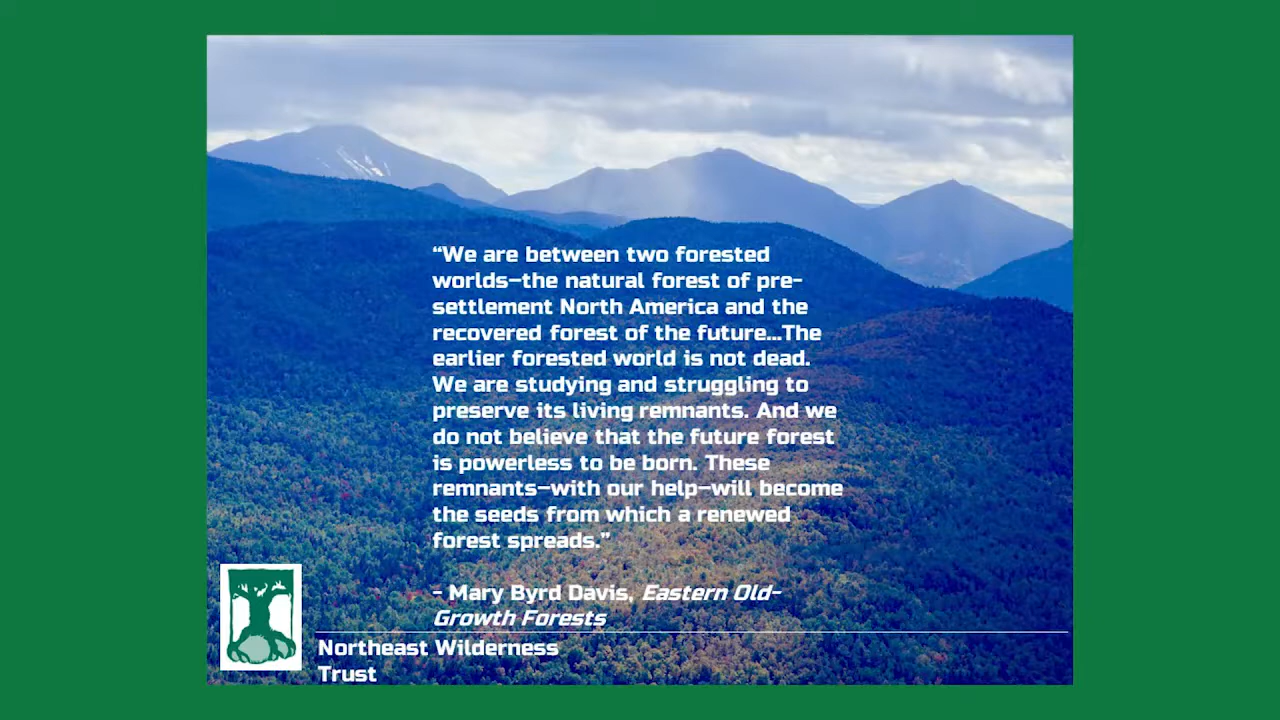 “We are between two forested
worlds—the natural forest of pre-
settlement North America and the
recovered forest of the future...The
earlier forested world is not dead.
We are studying and struggling to
preserve its living remnants. And we
do not believe that the future forest
is powerless to be born. These
remnants—with our help—will become
the seeds from which a renewed
forest spreads.”
- Mary Byrd Davis, Eastern Old-
Growth Forests
Northeast Wilderness
Trust